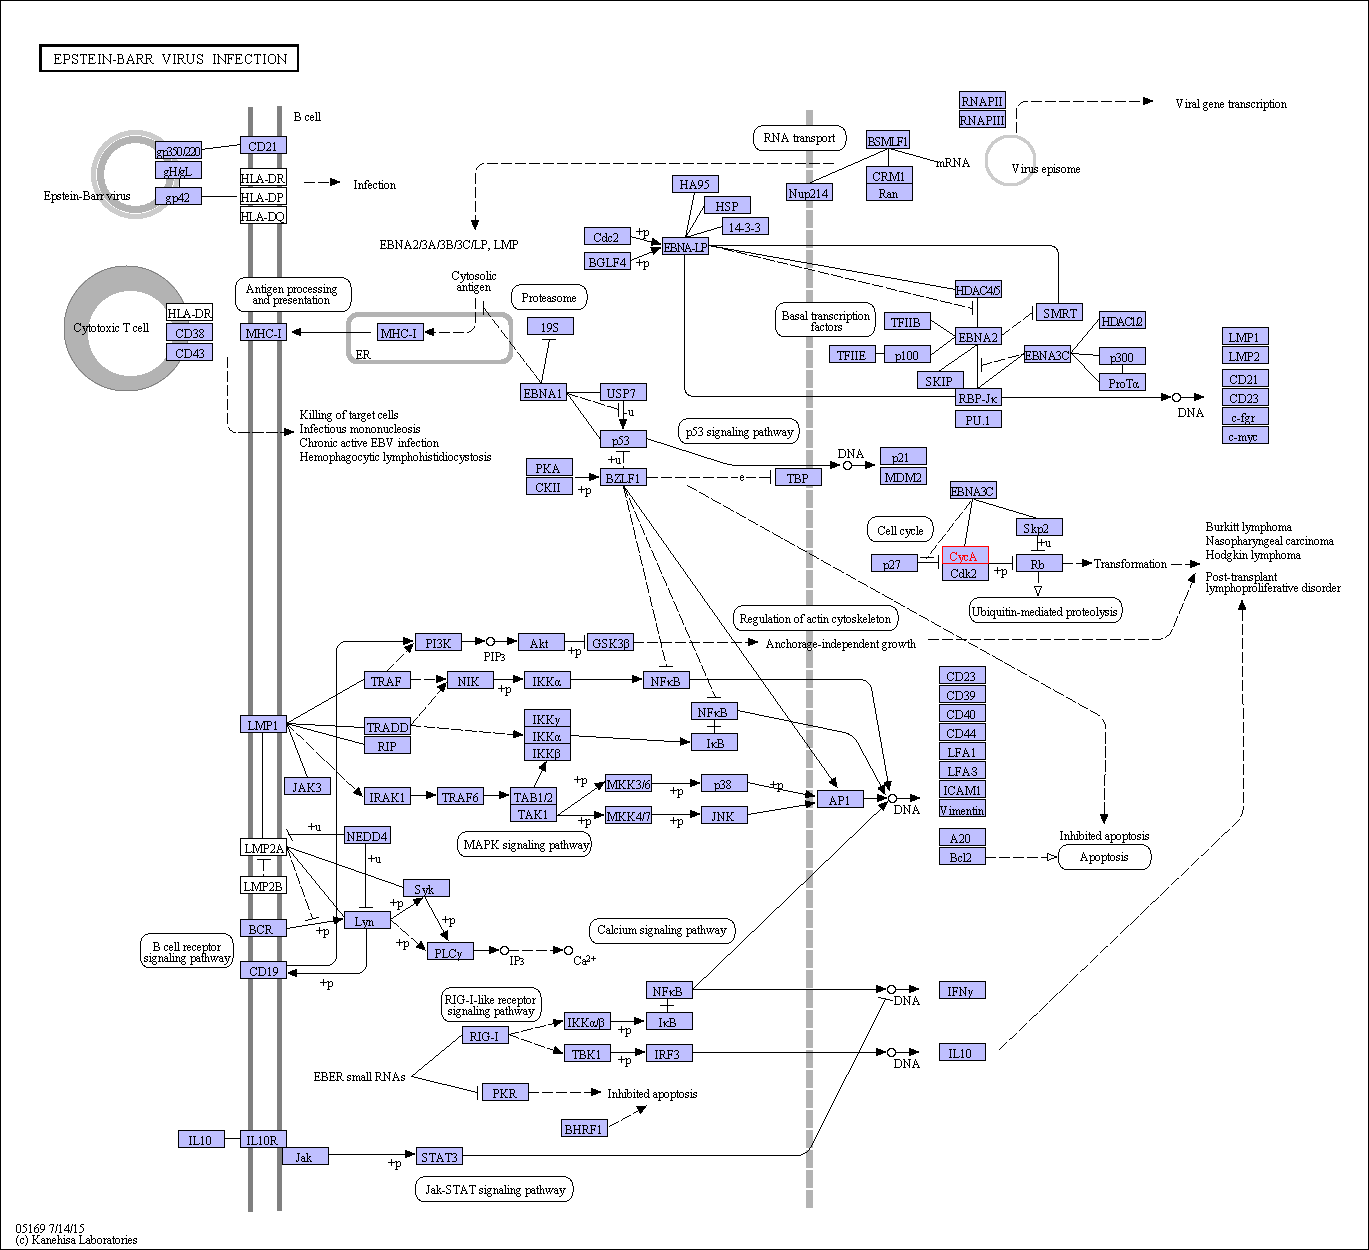 EPSTEIN-BARR VIRUS INFECTION
B cell
gp350/220
gH/gL
gp42
Epstein-Barr virus
CD21
HLA-DR
HLA-DP
HLA-DQ
Infection
RNA transport
BSMLF1
mRNA
CRM1
Ran
Nup214
RNAPII
RNAPIII
Viral gene transcription
Virus episome
EBNA2/3A/3B/3C/LP, LMP
Cytosolic
antigen
HA95
HSP
14-3-3
Cdc2
+p
BGLF4
+p
EBNA-LP
Cytotoxic T cell
HLA-DR
CD38
CD43
Antigen processing
and presentation
MHC-I
MHC-I
ER
Proteasome
19S
Basal transcription
factors
HDAC4/5
SMRT
TFIIB
EBNA2
TFIIE
p100
SKIP
EBNA3C
HDAC1/2
p300
ProTα
RBP-Jκ
PU.1
DNA
LMP1
LMP2
CD21
CD23
c-fgr
c-myc
Killing of target cells
Infectious mononucleosis
Chronic active EBV infection
Hemophagocytic lymphohistidiocystosis
EBNA1
USP7
-u
p53
+u
p53 signaling pathway
PKA
CKII
+p
BZLF1
e
TBP
DNA
p21
MDM2
EBNA3C
Cell cycle
Skp2
+u
p27
CycA
Cdk2
+p
Rb
Transformation
Ubiquitin-mediated proteolysis
Burkitt lymphoma
Nasopharyngeal carcinoma
Hodgkin lymphoma
Post-transplant
lymphoproliferative disorder
Regulation of actin cytoskeleton
PI3K
PIP3
Akt
+p
GSK3β
Anchorage-independent growth
TRAF
NIK
+p
IKKα
NFκB
LMP1
TRADD
RIP
IKKγ
IKKα
IKKβ
NFκB
IκB
JAK3
IRAK1
TRAF6
TAB1/2
TAK1
+p
+p
MKK3/6
+p
p38
+p
MKK4/7
+p
JNK
AP1
DNA
MAPK signaling pathway
CD23
CD39
CD40
CD44
LFA1
LFA3
ICAM1
Vimentin
A20
Bcl2
Inhibited apoptosis
Apoptosis
+u
NEDD4
+u
LMP2A
LMP2B
Syk
+p
+p
BCR
+p
Lyn
+p
PLCγ
IP3
Ca2+
Calcium signaling pathway
B cell receptor
signaling pathway
CD19
+p
RIG-I-like receptor
signaling pathway
NFκB
IκB
IKKα/β
+p
RIG-I
TBK1
+p
IRF3
DNA
IFNγ
DNA
IL10
EBER small RNAs
PKR
Inhibited apoptosis
BHRF1
IL10
IL10R
Jak
+p
STAT3
Jak-STAT signaling pathway
05169 7/14/15
(c) Kanehisa Laboratories